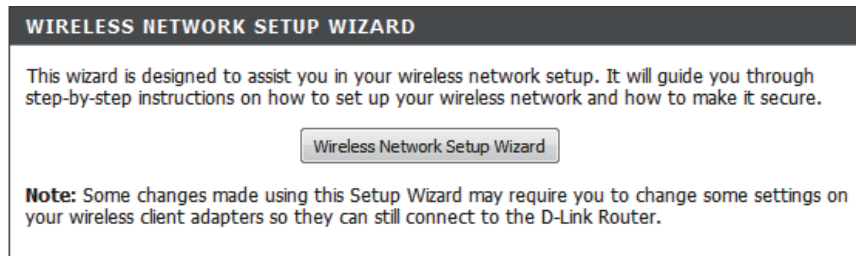 WIRELESS NETWORK SETUP WIZARD
This wizard is designed to assist you in your wireless network setup. It will guide you through
step-by-step instructions on how to set up your wireless network and how to make it secure.
Wireless Network Setup Wizard
Note: Some changes made using this Setup Wizard may require you to change some settings on
your wireless client adapters so they can still connect to the D-Link Router.